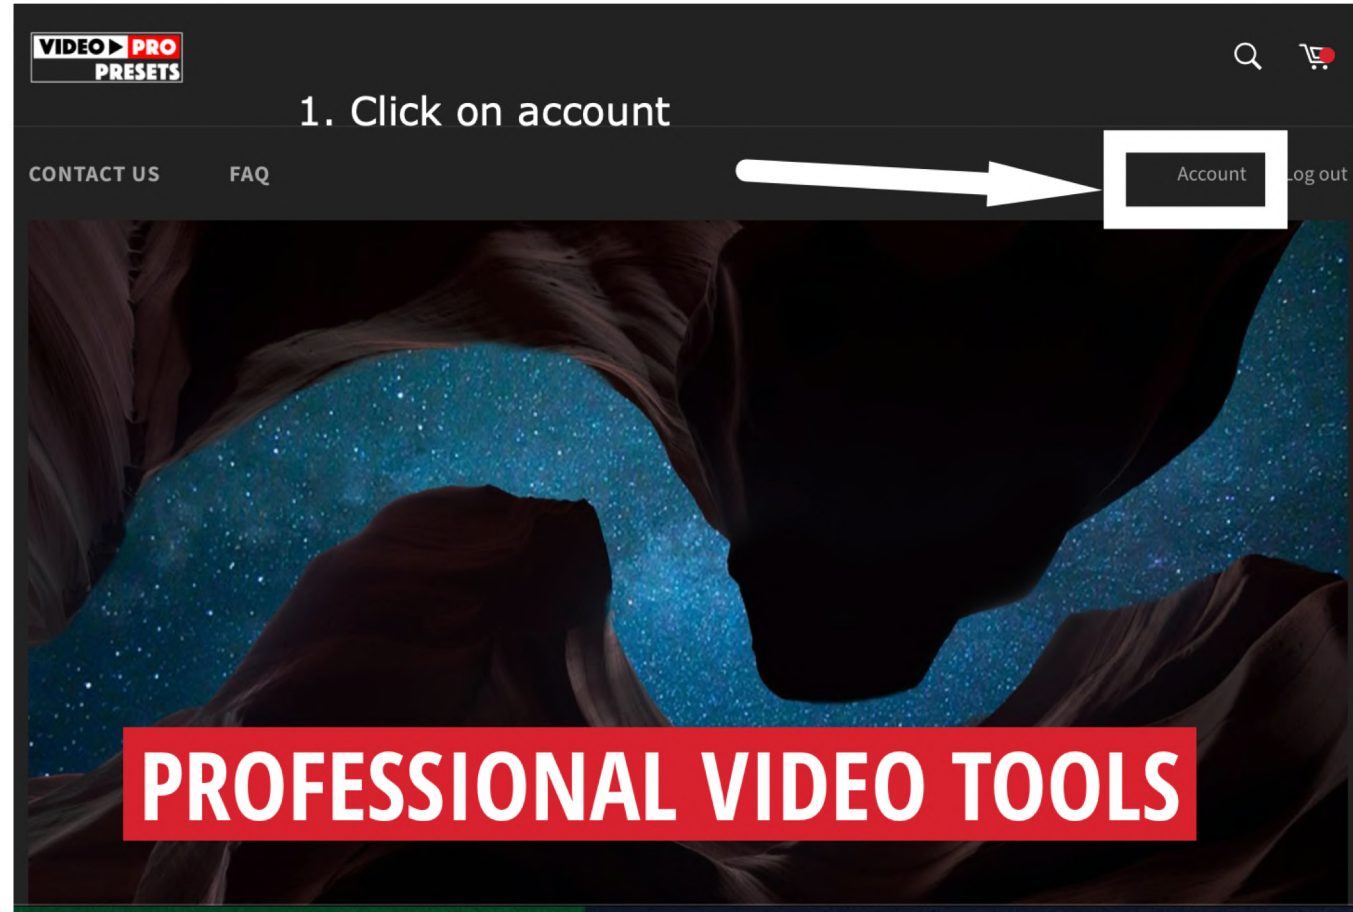 VIDEO PRO
PRESETS
1. Click on account
CONTACT US FAQ Account Log out
PROFESSIONAL VIDEO TOOLS